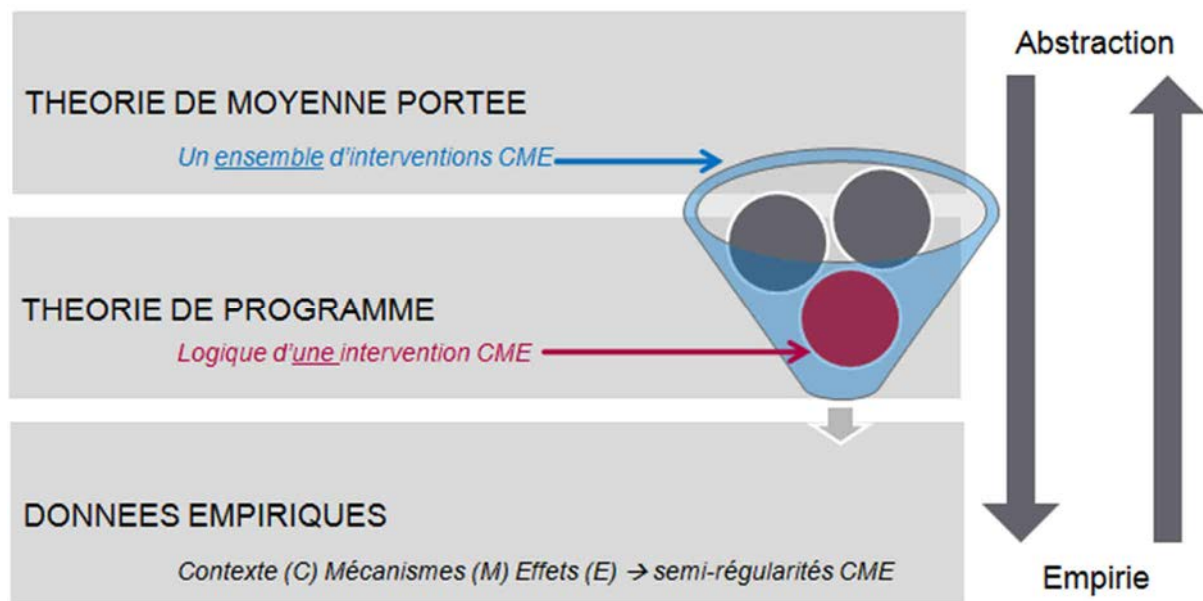 Abstraction
THEORIE DE MOYENNE PORTEE
Un ensemble d'interventions CME
THEORIE DE PROGRAMME
Logique d'une intervention CME
DONNEES EMPIRIQUES
Contexte (C) Mécanismes (M) Effets (E) → semi-régularités CME
Empirie